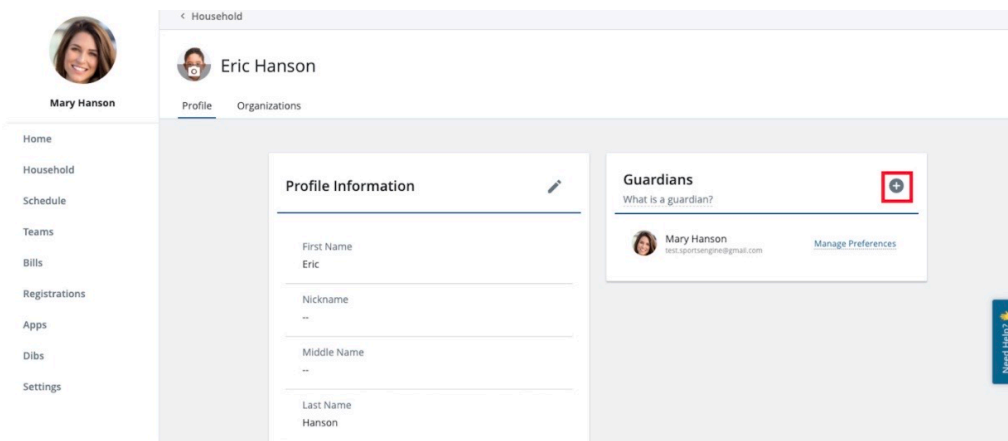 < Household
Eric Hanson
Mary Hanson
Profile Organizations
Home
Household
Schedule
Teams
Bills
Registrations
Apps
Dibs
Settings
Profile Information
First Name
Eric
Nickname
--
Middle Name
--
Last Name
Hanson
Guardians
What is a guardian?
Mary Hanson
test.sportsengine@gmail.com
Manage Preferences
Need Help?